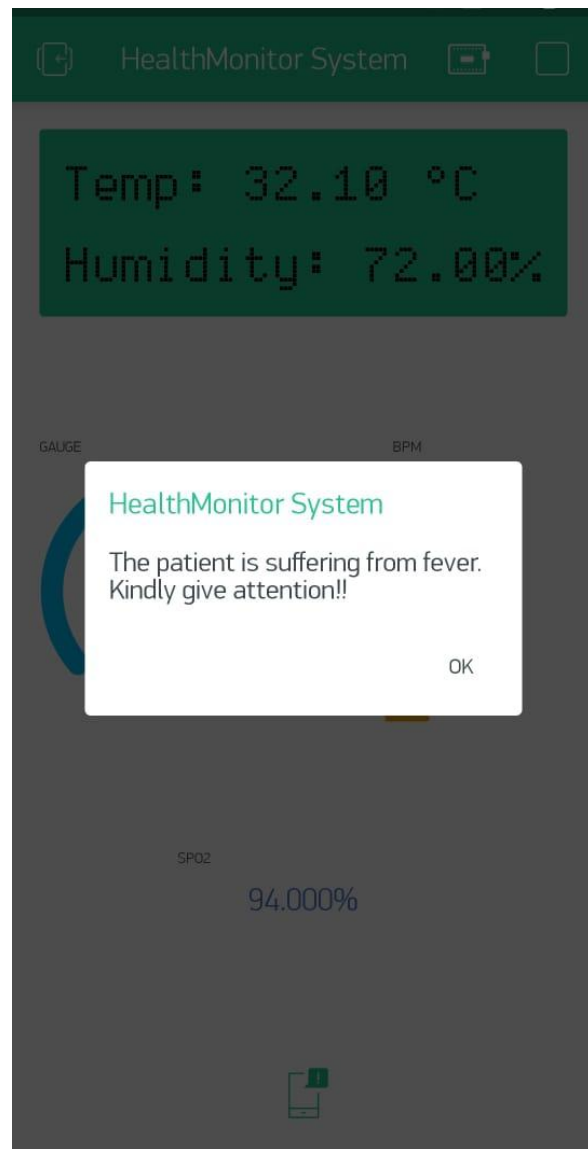 HealthMonitor System
Temp: 32.10 °C
Humidity: 72.00%
GAUGE
BPM
HealthMonitor System
The patient is suffering from fever.
Kindly give attention!!
OK
SPO2
94.000%